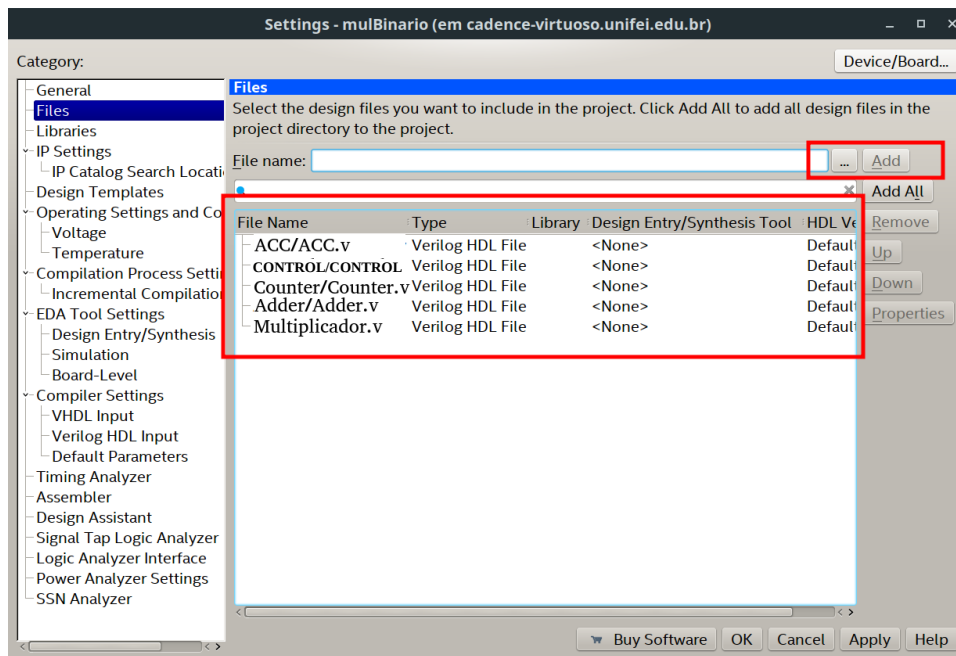 Settings - mulBinario (em cadence-virtuoso.unifei.edu.br)
Category:
Device/Board...
General
Files
Libraries
IP Settings
IP Catalog Search Locati
Design Templates
Operating Settings and Co
Voltage
Temperature
Compilation Process Setti
Incremental Compilation
EDA Tool Settings
Design Entry/Synthesis
Simulation
Board-Level
Compiler Settings
VHDL Input
Verilog HDL Input
Default Parameters
Timing Analyzer
Assembler
Design Assistant
Signal Tap Logic Analyzer
Logic Analyzer Interface
Power Analyzer Settings
SSN Analyzer
Files
Select the design files you want to include in the project. Click Add All to add all design files in the
project directory to the project.
File name: ... Add
Add All
File Name Type Library Design Entry/Synthesis Tool HDL Ve Remove
ACC/ACC.v Verilog HDL File <None> Default
Up
CONTROL/CONTROL Verilog HDL File <None> Default
Counter/Counter.v Verilog HDL File <None> Default Down
Adder/Adder.v Verilog HDL File <None> Default
Properties
Multiplicador.v Verilog HDL File <None> Default
Buy Software OK Cancel Apply Help